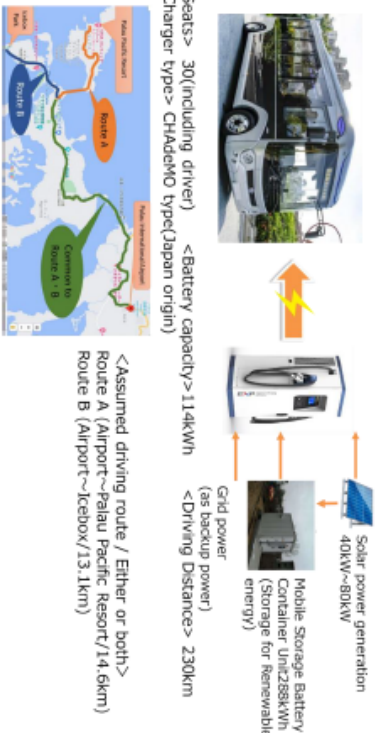 Solar power generation
40kW~80kW
Mobile Storage Battery
Container Unit288kWh
(Storage for Renewable
energy)
Grid power
(as backup power)
Seats> 30(including driver) <Battery capacity>114kWh <Driving Distance> 230km
Charger type> CHAdeMO type(Japan origin)
<Assumed driving route / Either or both>
Route A (Airport~Palau Pacific Resort/14.6km)
Route B (Airport~Icebox/13.1km)
Palau Pacific Resort
Route A
Icebox
Park
Route B
Palau International Airport
Common to
Route A・B